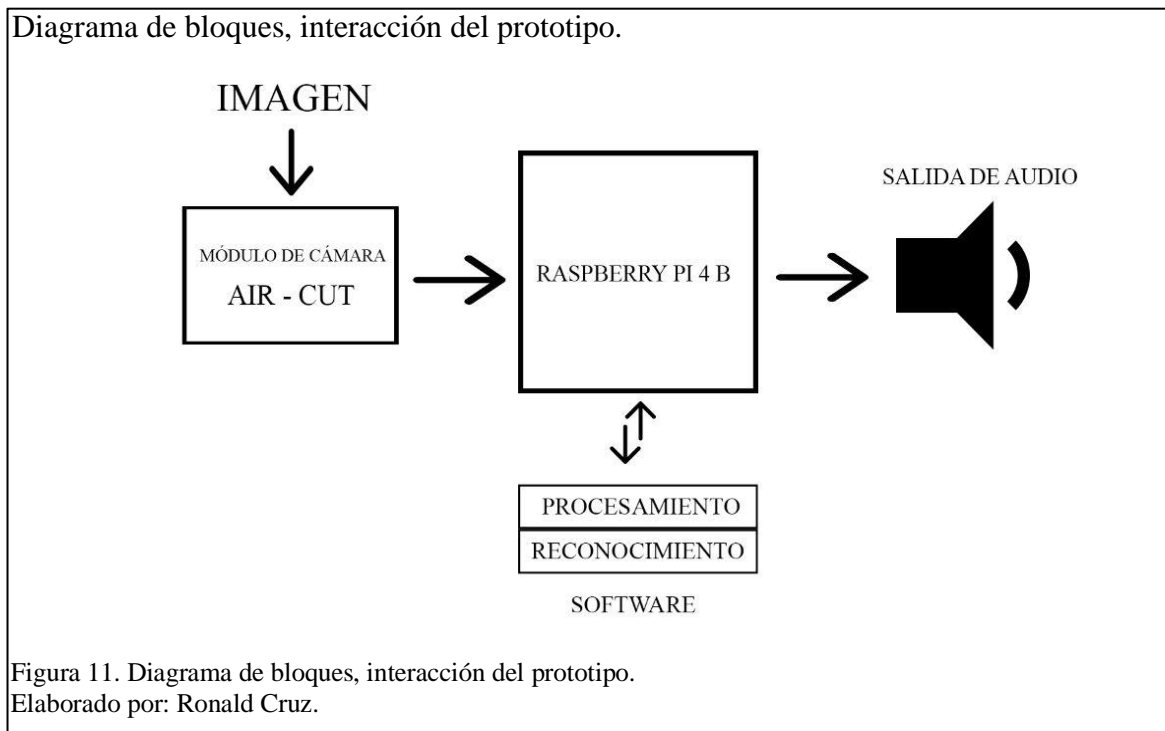 Diagrama de bloques, interacción del prototipo.
IMAGEN
MÓDULO DE CÁMARA
AIR - CUT
RASPBERRY PI 4 B
SALIDA DE AUDIO
PROCESAMIENTO
RECONOCIMIENTO
SOFTWARE
Figura 11. Diagrama de bloques, interacción del prototipo.
Elaborado por: Ronald Cruz.